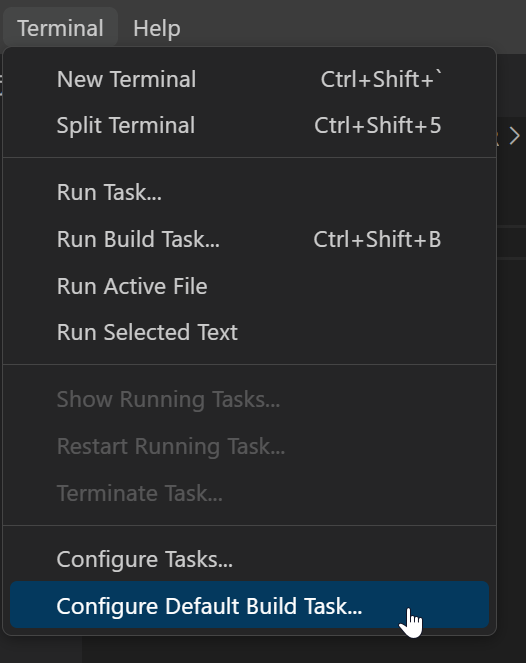 Terminal Help
New Terminal Ctrl+Shift+`
Split Terminal Ctrl+Shift+5
Run Task...
Run Build Task... Ctrl+Shift+B
Run Active File
Run Selected Text
Show Running Tasks...
Restart Running Task...
Terminate Task...
Configure Tasks...
Configure Default Build Task...